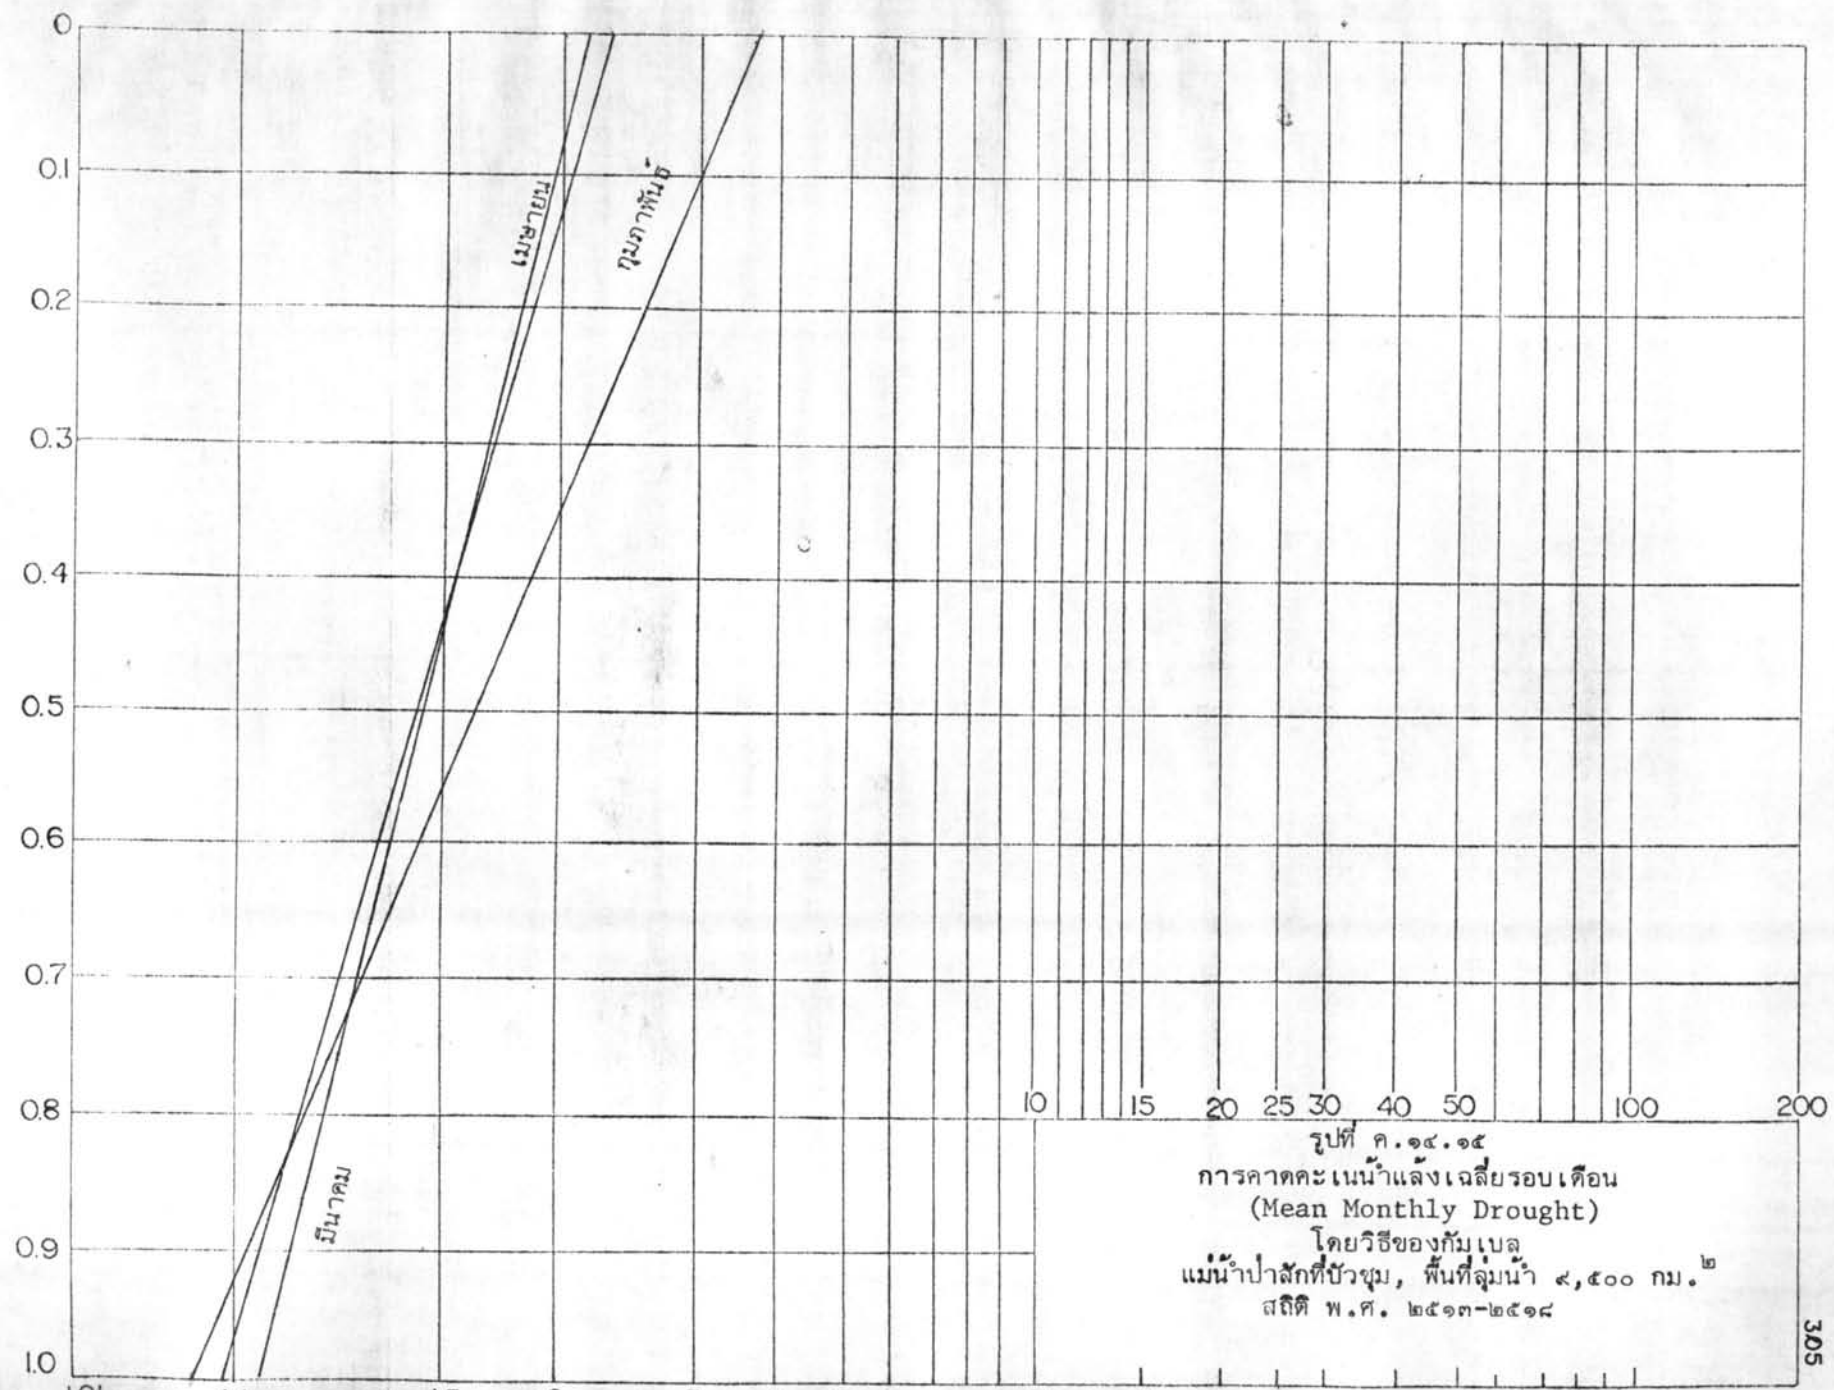 0
0.1
0.2
0.3
0.4
0.5
0.6
0.7
0.8
0.9
1.0
เมษายน
กุมภาพันธ์
มีนาคม
10 15 20 25 30 40 50 100 200
รูปที่ ค.๑๔.๑๕
การคาดคะเนน้ำแล้งเฉลี่ยรอบเดือน
(Mean Monthly Drought)
โดยวิธีของกัมเบล
แม่น้ำป่าสักที่บัวชุม, พื้นที่ลุ่มน้ำ ๙,๕๐๐ กม.๒
สถิติ พ.ศ. ๒๕๑๓-๒๕๑๘
305